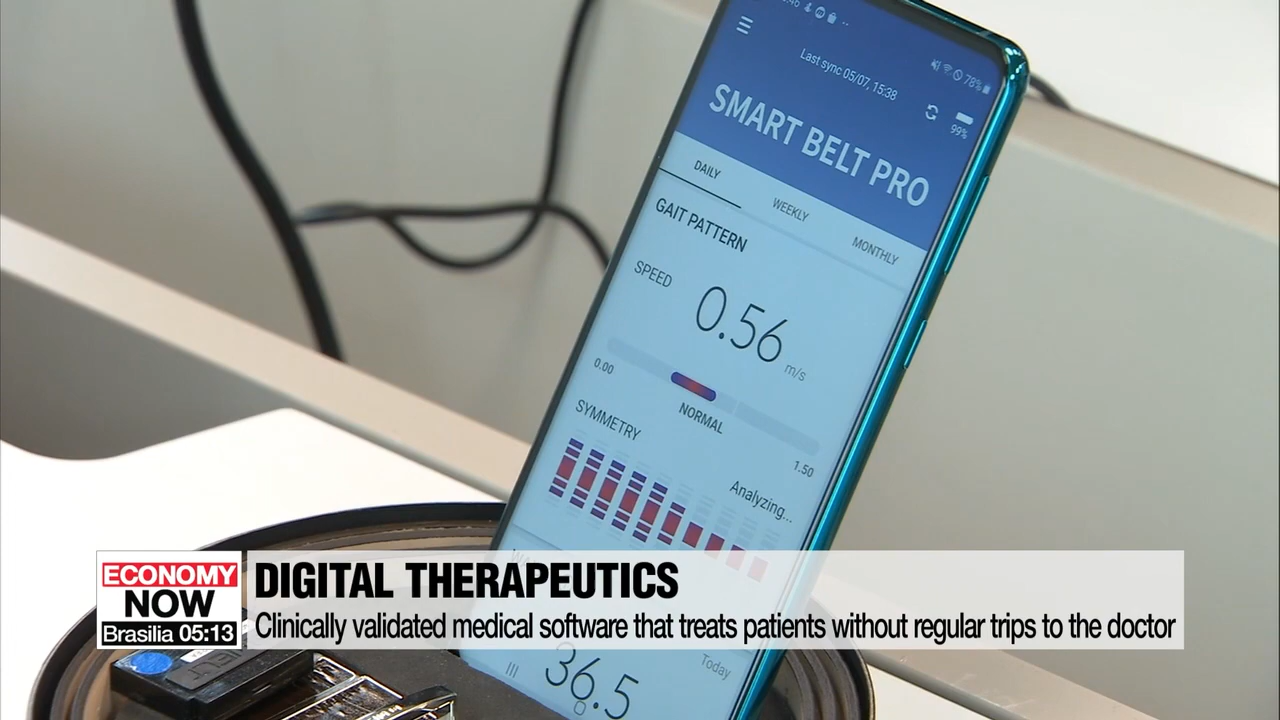 Last sync 05/07, 15:38
78%
99%
SMART BELT PRO
DAILY WEEKLY MONTHLY
GAIT PATTERN
SPEED
0.56 m/s
0.00
NORMAL
1.50
SYMMETRY
Analyzing...
Today
36.5
ECONOMY
NOW
Brasilia 05:13
DIGITAL THERAPEUTICS
Clinically validated medical software that treats patients without regular trips to the doctor